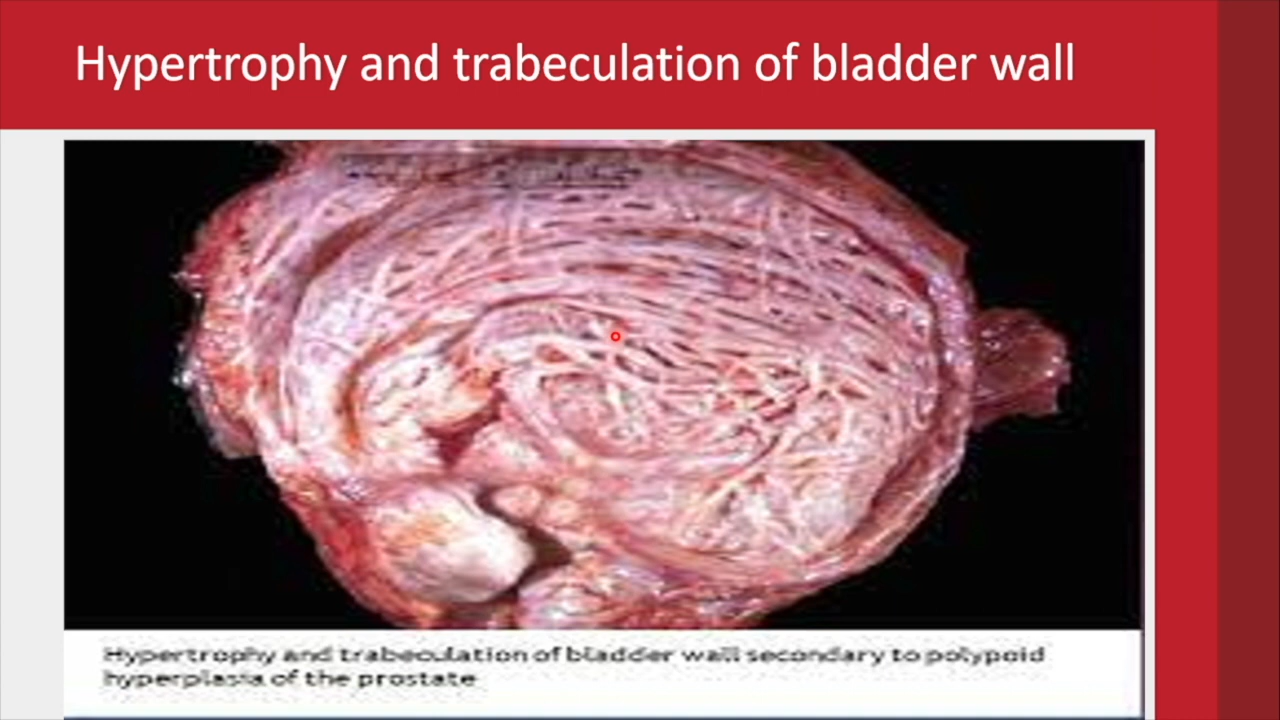 Hypertrophy and trabeculation of bladder wall
Hypertrophy and trabeculation of bladder wall secondary to polypoid
hyperplasia of the prostate